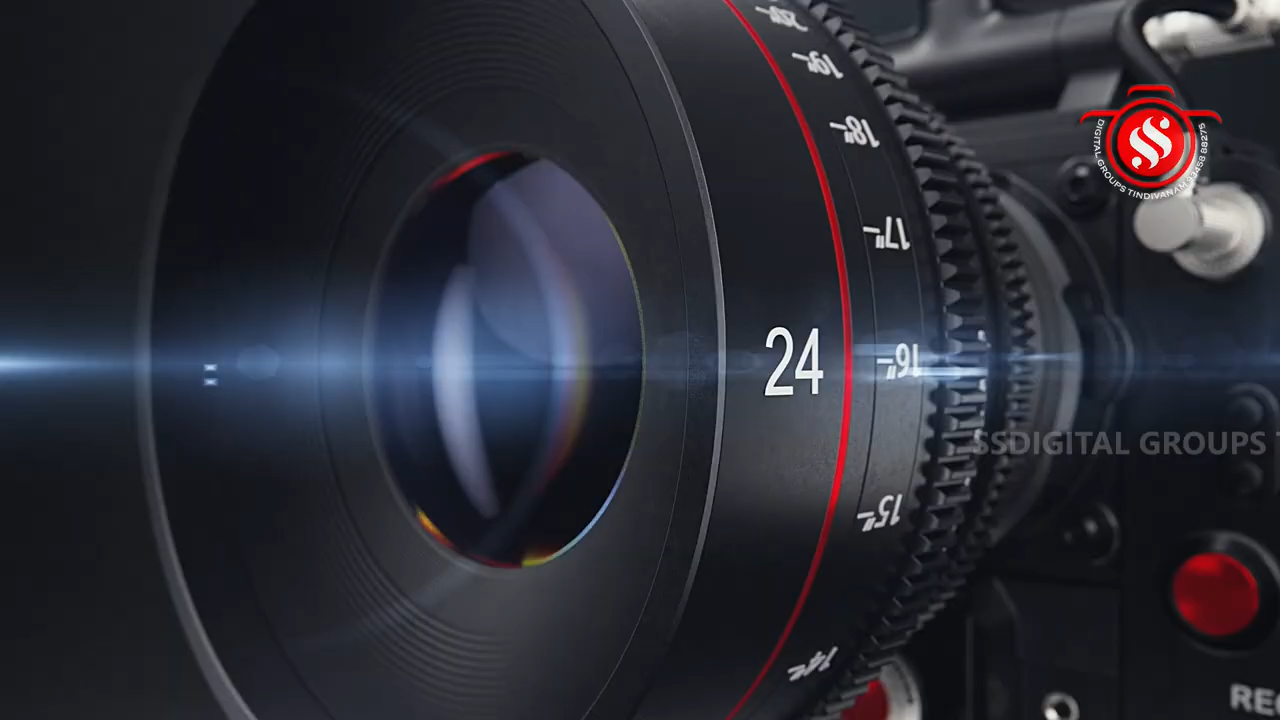 20"
19"
18"
17"
24
16"
15"
14"
DIGITAL GROUPS TINDIVANAM
SSDIGITAL GROUPS
REC